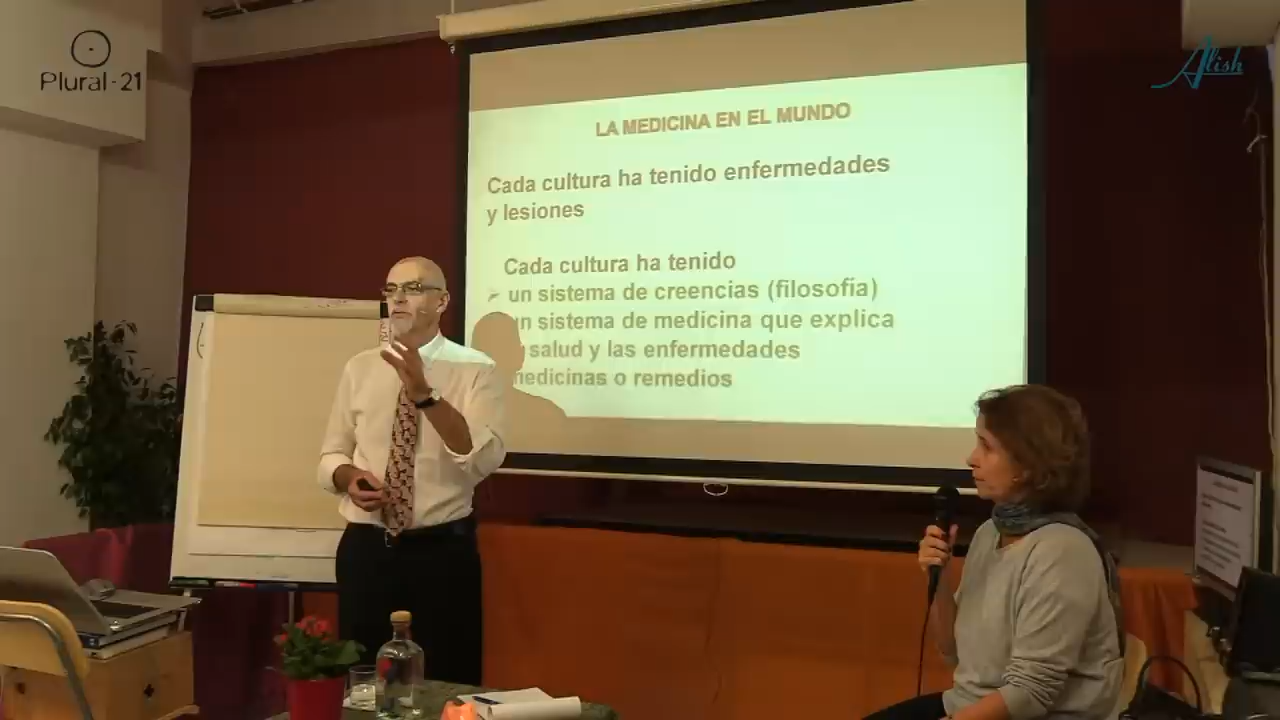 Plural-21
Alish
LA MEDICINA EN EL MUNDO
Cada cultura ha tenido enfermedades
y lesiones
Cada cultura ha tenido
➢ un sistema de creencias (filosofía)
un sistema de medicina que explica
salud y las enfermedades
medicinas o remedios